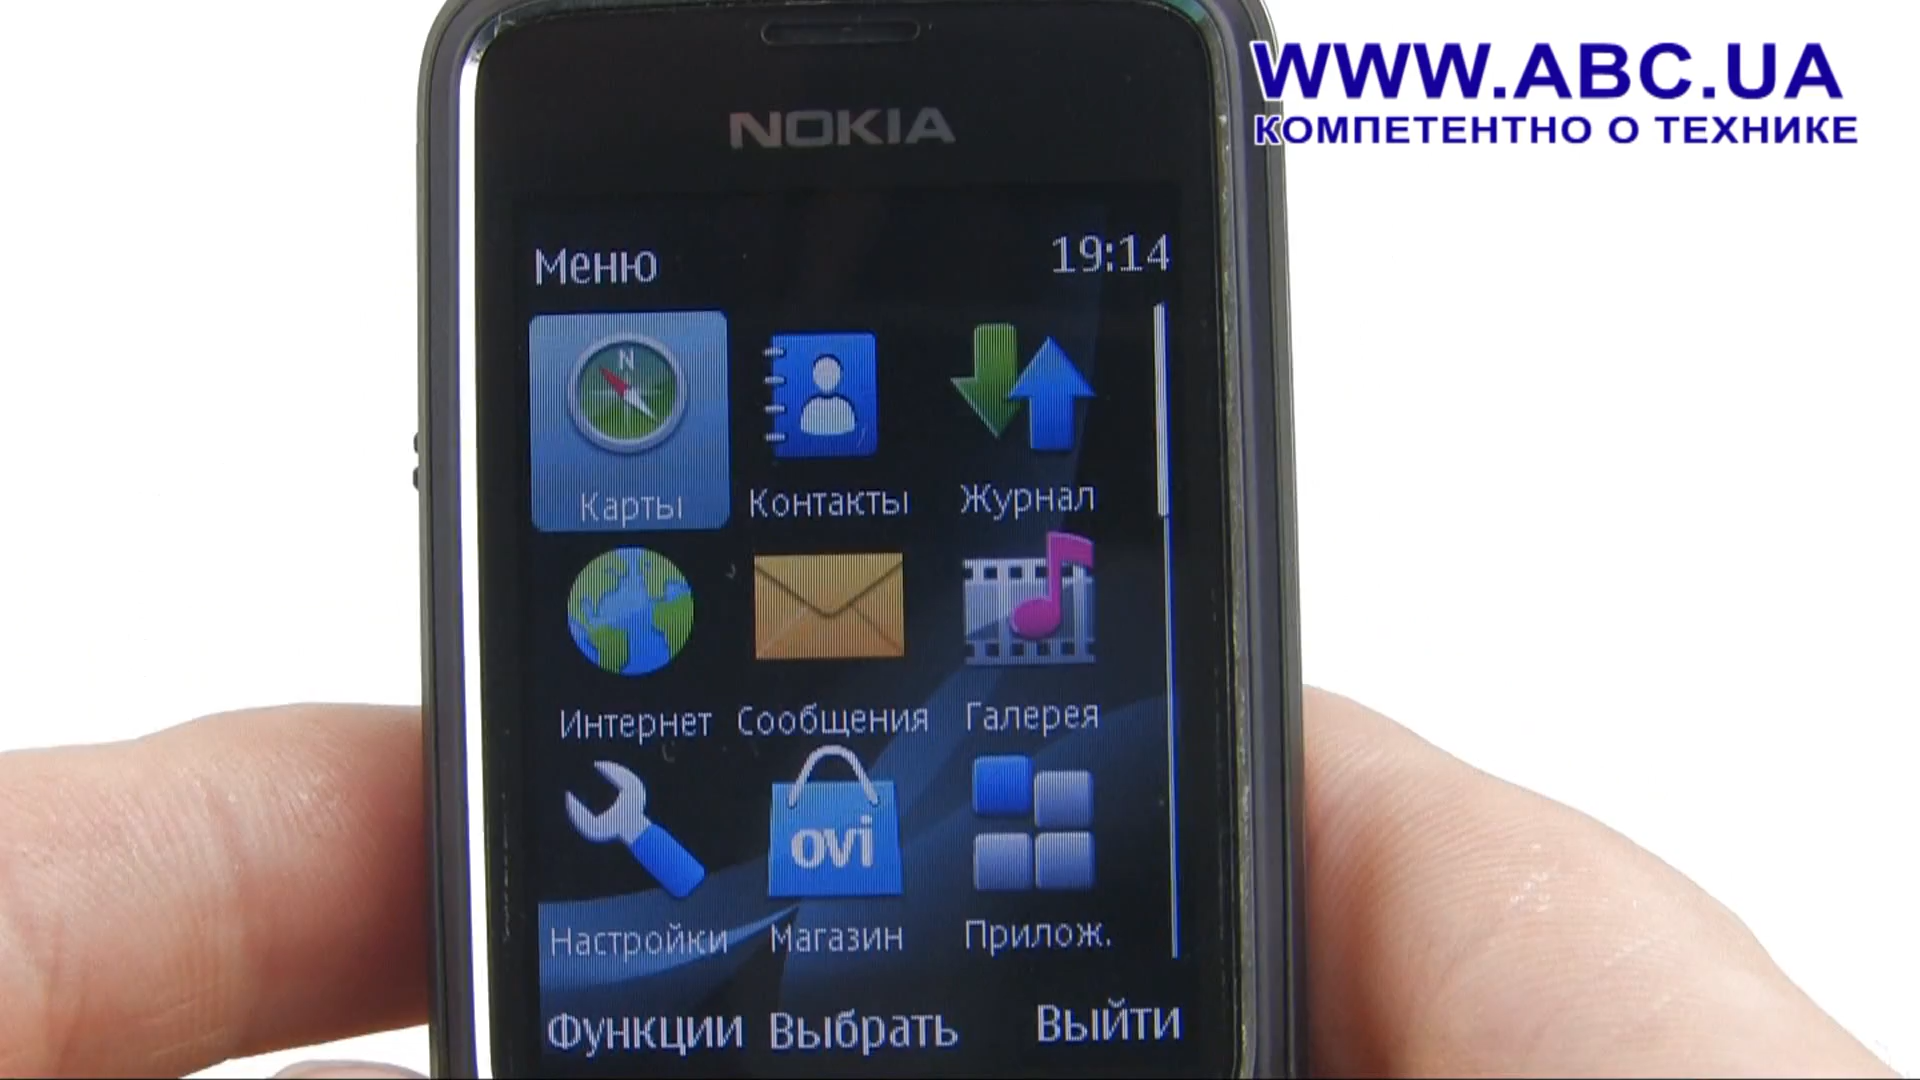 WWW.ABC.UA
КОМПЕТЕНТНО О ТЕХНИКЕ
NOKIA
Меню 19:14
N
Карты Контакты Журнал
Интернет Сообщения Галерея
ovi
Настройки Магазин Прилож.
Функции Выбрать Выйти